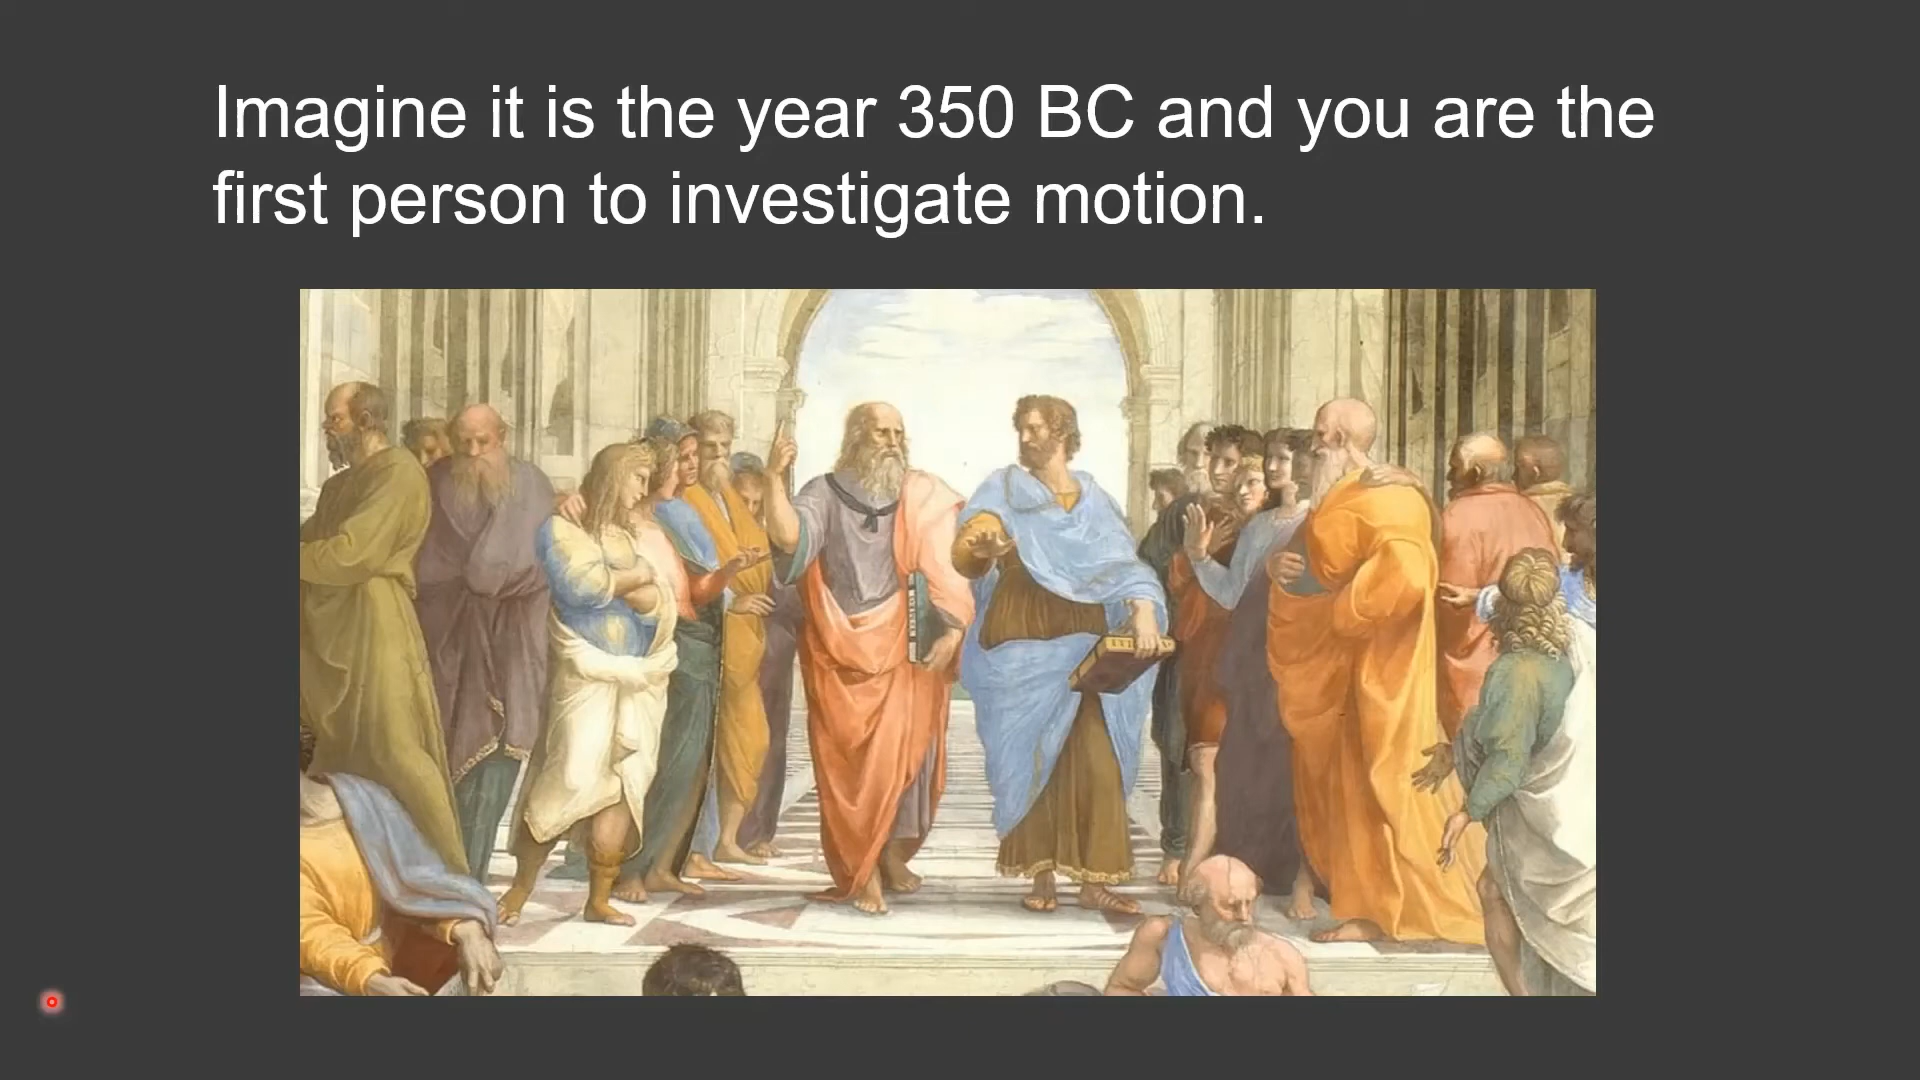 Imagine it is the year 350 BC and you are the
first person to investigate motion.